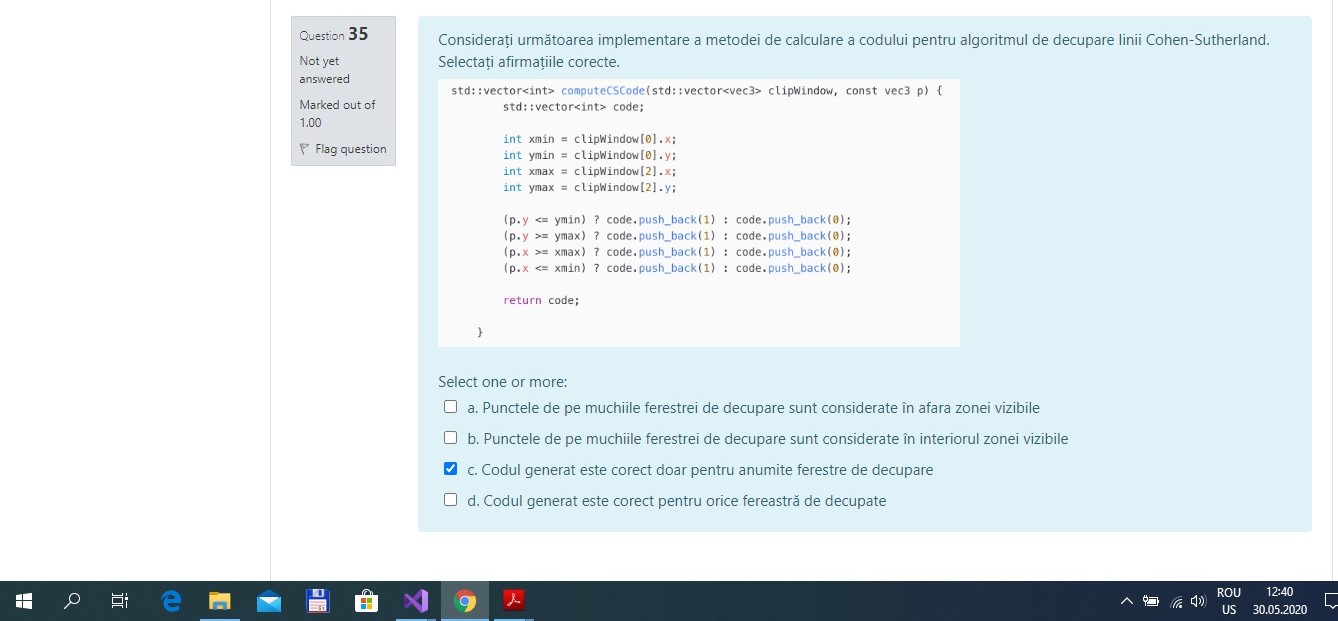 Question 35
Not yet
answered
Marked out of
1.00
Flag question
Considerați următoarea implementare a metodei de calculare a codului pentru algoritmul de decupare linii Cohen-Sutherland.
Selectați afirmațiile corecte.
std::vector<int> computeCSCode(std::vector<vec3> clipWindow, const vec3 p) {
std::vector<int> code;
int xmin = clipWindow[0].x;
int ymin = clipWindow[0].y;
int xmax = clipWindow[2].x;
int ymax = clipWindow[2].y;
(p.y <= ymin) ? code.push_back(1) : code.push_back(0);
(p.y >= ymax) ? code.push_back(1) : code.push_back(0);
(p.x >= xmax) ? code.push_back(1) : code.push_back(0);
(p.x <= xmin) ? code.push_back(1) : code.push_back(0);
return code;
}
Select one or more:
a. Punctele de pe muchiile ferestrei de decupare sunt considerate în afara zonei vizibile
b. Punctele de pe muchiile ferestrei de decupare sunt considerate în interiorul zonei vizibile
c. Codul generat este corect doar pentru anumite ferestre de decupare
d. Codul generat este corect pentru orice fereastră de decupate
ROU
US
12:40
30.05.2020